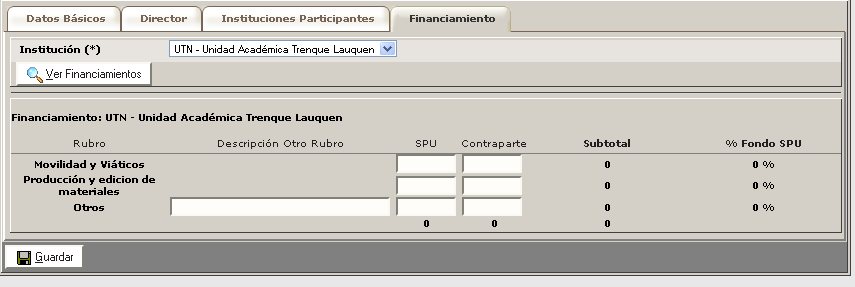 Datos Básicos Director Instituciones Participantes Financiamiento
Institución (*) UTN - Unidad Académica Trenque Lauquen
Ver Financiamientos
Financiamiento: UTN - Unidad Académica Trenque Lauquen
Rubro Descripción Otro Rubro SPU Contraparte Subtotal % Fondo SPU
Movilidad y Viáticos 0 0 %
Producción y edicion de
materiales 0 0 %
Otros 0 0 %
0 0 0
Guardar